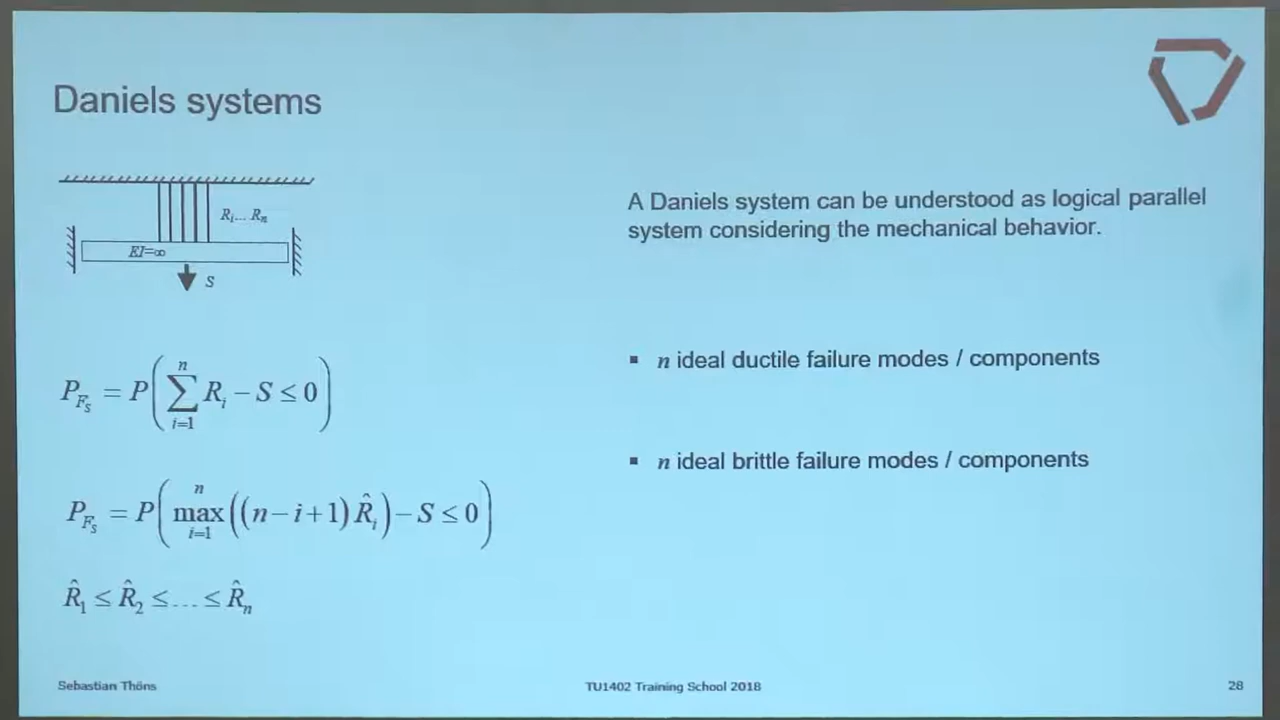 Daniels systems
R_i... R_n
EI=∞
S
A Daniels system can be understood as logical parallel
system considering the mechanical behavior.
P_{F_S} = P( ∑_{i=1}^{n} R_i − S ≤ 0 )
▪ n ideal ductile failure modes / components
P_{F_S} = P( max_{i=1}^{n} ((n−i+1) R̂_i) − S ≤ 0 )
▪ n ideal brittle failure modes / components
R̂_1 ≤ R̂_2 ≤ ... ≤ R̂_n
Sebastian Thöns
TU1402 Training School 2018
28